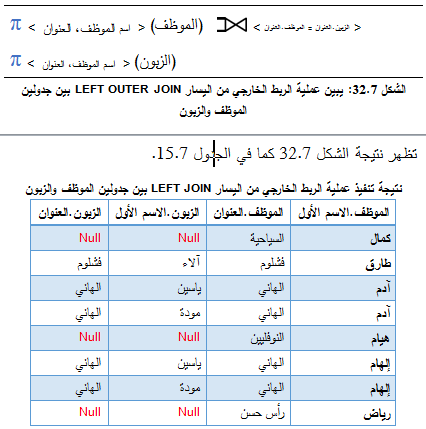 π < اسم الموظف، العنوان > (الموظف) ⟕ < الزبون.العنوان = الموظف.العنوان >
π < اسم الموظف، العنوان > (الزبون)
الشكل 32.7: يبين عملية الربط الخارجي من اليسار LEFT OUTER JOIN بين جدولين
الموظف والزبون
تظهر نتيجة الشكل 32.7 كما في الجدول 15.7.
نتيجة تنفيذ عملية الربط الخارجي من اليسار LEFT JOIN بين جدولين الموظف والزبون
الموظف.الاسم الأول الموظف.العنوان الزبون.الاسم الأول الزبون.العنوان
كمال السياحية Null Null
طارق فشلوم آلاء فشلوم
آدم الهاني ياسين الهاني
آدم الهاني مودة الهاني
هيام النوفليين Null Null
إلهام الهاني ياسين الهاني
إلهام الهاني مودة الهاني
رياض رأس حسن Null Null